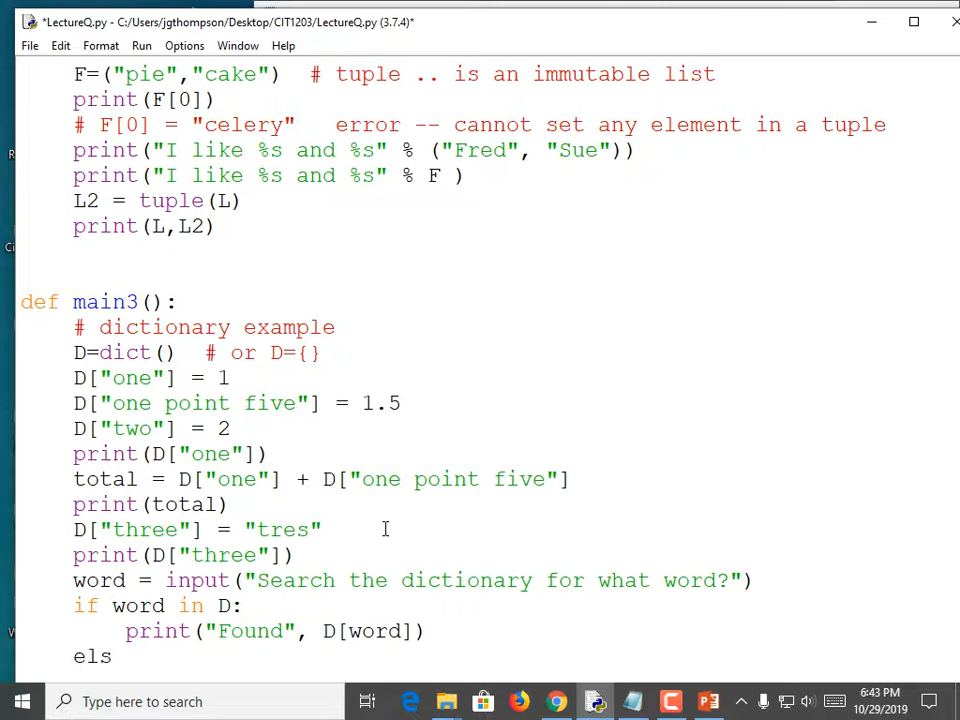 *LectureQ.py - C:/Users/jgthompson/Desktop/CIT1203/LectureQ.py (3.7.4)*
File Edit Format Run Options Window Help
F=("pie","cake")  # tuple .. is an immutable list
print(F[0])
# F[0] = "celery"   error -- cannot set any element in a tuple
print("I like %s and %s" % ("Fred", "Sue"))
print("I like %s and %s" % F )
L2 = tuple(L)
print(L,L2)
def main3():
# dictionary example
D=dict()  # or D={}
D["one"] = 1
D["one point five"] = 1.5
D["two"] = 2
print(D["one"])
total = D["one"] + D["one point five"]
print(total)
D["three"] = "tres"
print(D["three"])
word = input("Search the dictionary for what word?")
if word in D:
print("Found", D[word])
els
Type here to search
6:43 PM
10/29/2019